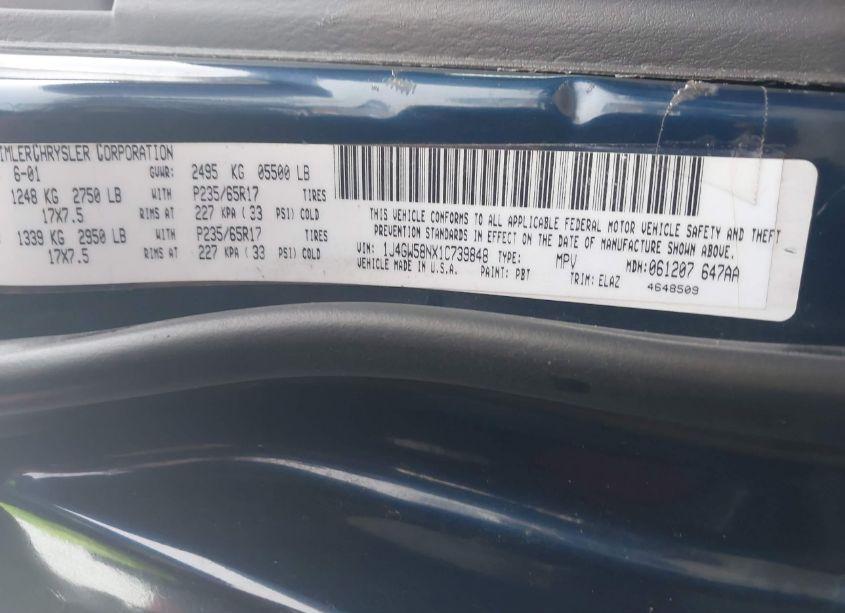 IMLERCHRYSLER CORPORATION
6-01 GVWR: 2495 KG 05500 LB
1248 KG 2750 LB WITH P235/65R17 TIRES
17X7.5 RIMS AT 227 KPA ( 33 PSI) COLD
1339 KG 2950 LB WITH P235/65R17 TIRES
17X7.5 RIMS AT 227 KPA ( 33 PSI) COLD
THIS VEHICLE CONFORMS TO ALL APPLICABLE FEDERAL MOTOR VEHICLE SAFETY AND THEFT
PREVENTION STANDARDS IN EFFECT ON THE DATE OF MANUFACTURE SHOWN ABOVE.
VIN: 1J4GW58NX1C739848 TYPE: MPV MDH:061207 647AA
VEHICLE MADE IN U.S.A. PAINT: PBT TRIM: ELAZ 4648509